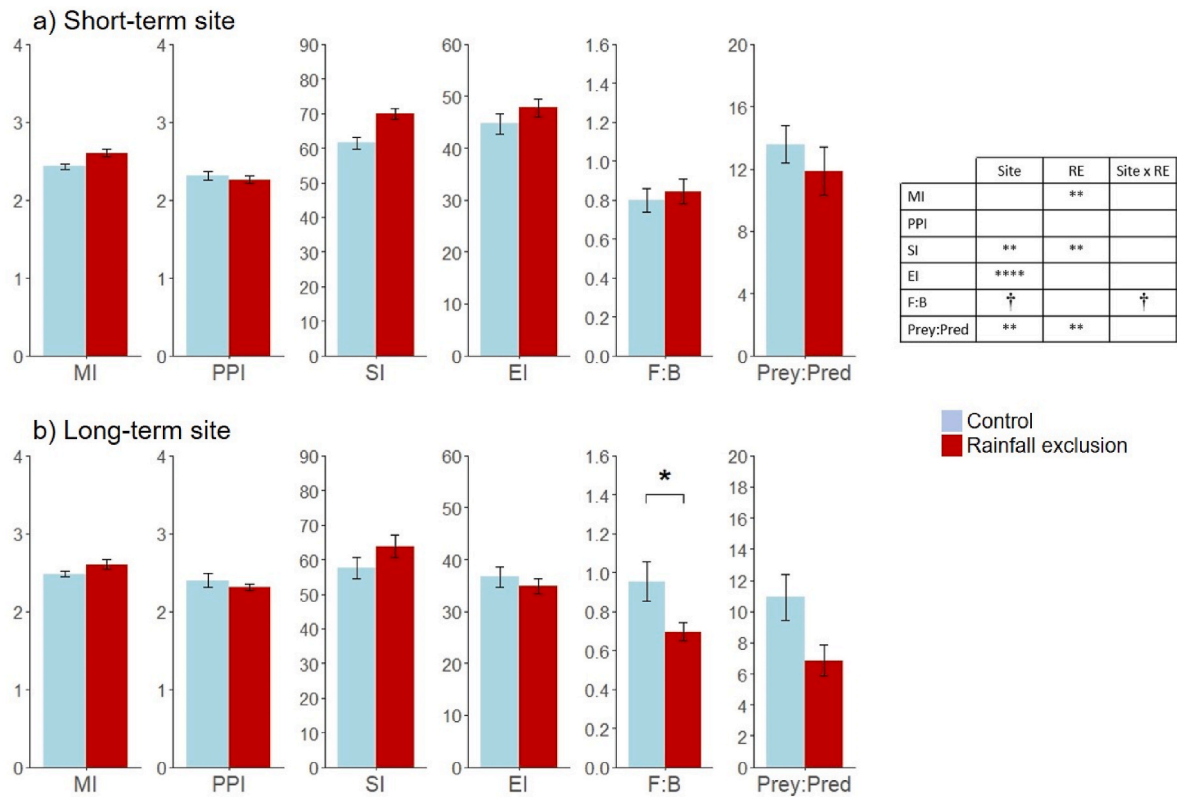 a) Short-term site
4 4 90 60 1.6 20
80
1.4
50 16
3 3 70 1.2
60 40 1.0 12
2 2 50 30 0.8
40
0.6 8
30 20
1 1 0.4
20 4
10 10 0.2
0 0 0 0 0.0 0
MI PPI SI EI F:B Prey:Pred
Site RE Site x RE
MI **
PPI
SI ** **
EI ****
F:B † †
Prey:Pred ** **
Control
Rainfall exclusion
b) Long-term site
4 4 90 60 1.6 20
80 18
1.4
50 * 16
3 3 70 1.2
14
60 40 1.0 12
2 2 50 30 0.8 10
40
0.6 8
30 20 6
1 1 0.4
20 4
10 10 0.2
2
0 0 0 0 0.0 0
MI PPI SI EI F:B Prey:Pred